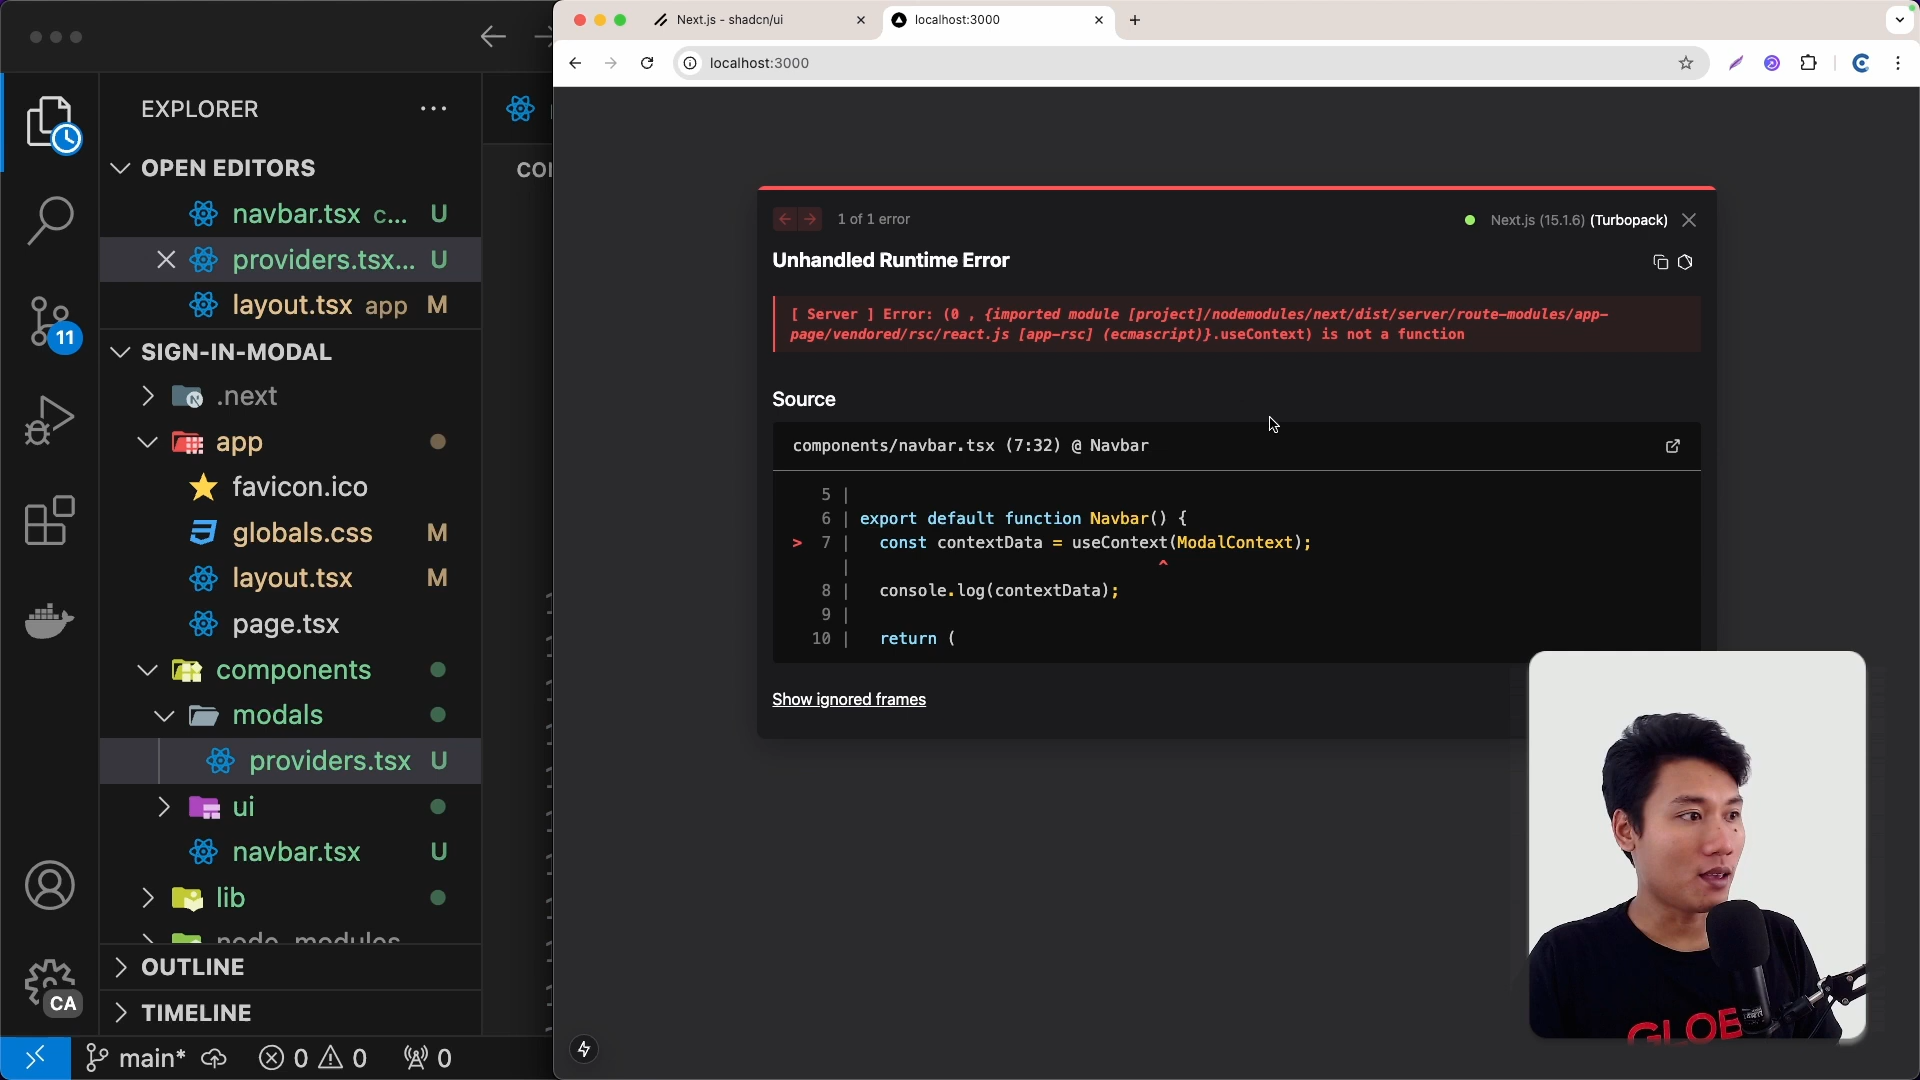 EXPLORER
OPEN EDITORS
navbar.tsx c... U
providers.tsx... U
layout.tsx app M
SIGN-IN-MODAL
.next
app
favicon.ico
globals.css M
layout.tsx M
page.tsx
components
modals
providers.tsx U
ui
navbar.tsx U
lib
node_modules
OUTLINE
TIMELINE
11
CA
main* 0 0 0
Next.js - shadcn/ui
localhost:3000
localhost:3000
1 of 1 error
Next.js (15.1.6) (Turbopack)
Unhandled Runtime Error
[ Server ] Error: (0 , {imported module [project]/nodemodules/next/dist/server/route-modules/app-
page/vendored/rsc/react.js [app-rsc] (ecmascript)}.useContext) is not a function
Source
components/navbar.tsx (7:32) @ Navbar
5 |
6 | export default function Navbar() {
> 7 | const contextData = useContext(ModalContext);
| ^
8 | console.log(contextData);
9 |
10 | return (
Show ignored frames
GLOB